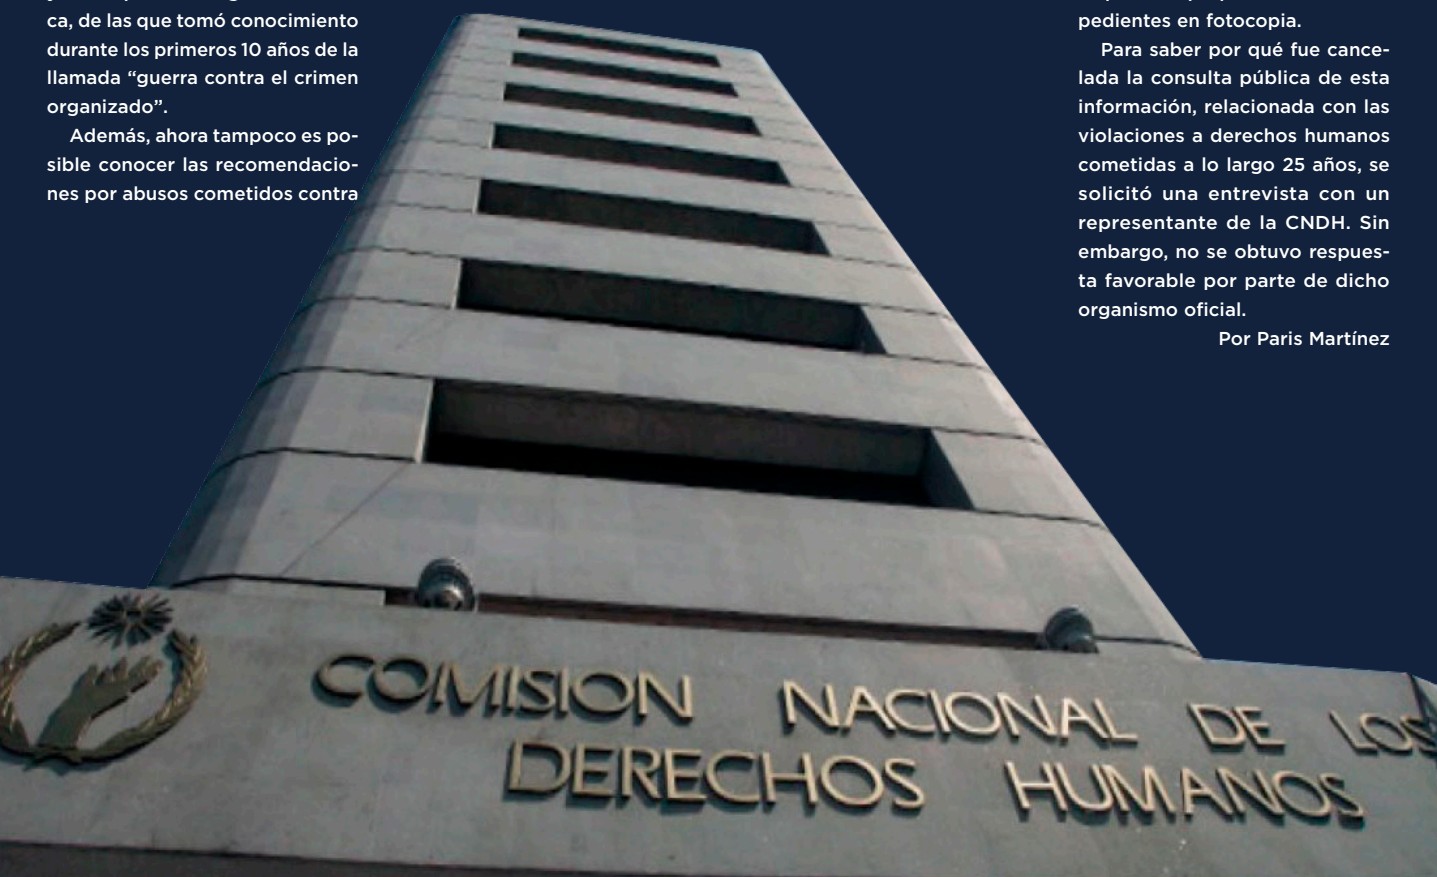 ca, de las que tomó conocimiento
durante los primeros 10 años de la
llamada “guerra contra el crimen
organizado”.
Además, ahora tampoco es po-
sible conocer las recomendacio-
nes por abusos cometidos contra
pedientes en fotocopia.
Para saber por qué fue cance-
lada la consulta pública de esta
información, relacionada con las
violaciones a derechos humanos
cometidas a lo largo 25 años, se
solicitó una entrevista con un
representante de la CNDH. Sin
embargo, no se obtuvo respues-
ta favorable por parte de dicho
organismo oficial.
Por Paris Martínez
COMISION NACIONAL DE LOS
DERECHOS HUMANOS